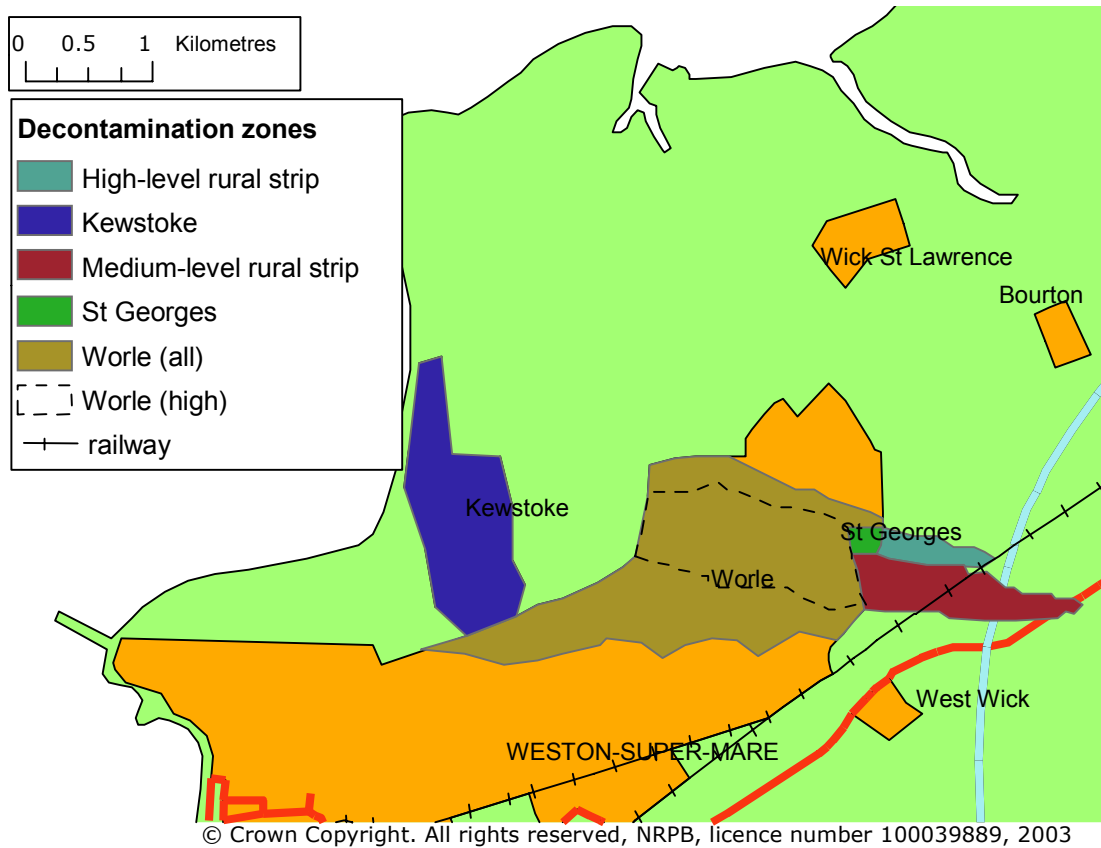 0 0.5 1 Kilometres
Decontamination zones
High-level rural strip
Kewstoke
Medium-level rural strip
St Georges
Worle (all)
Worle (high)
railway
Wick St Lawrence
Bourton
Kewstoke
St Georges
Worle
West Wick
WESTON-SUPER-MARE
© Crown Copyright. All rights reserved, NRPB, licence number 100039889, 2003